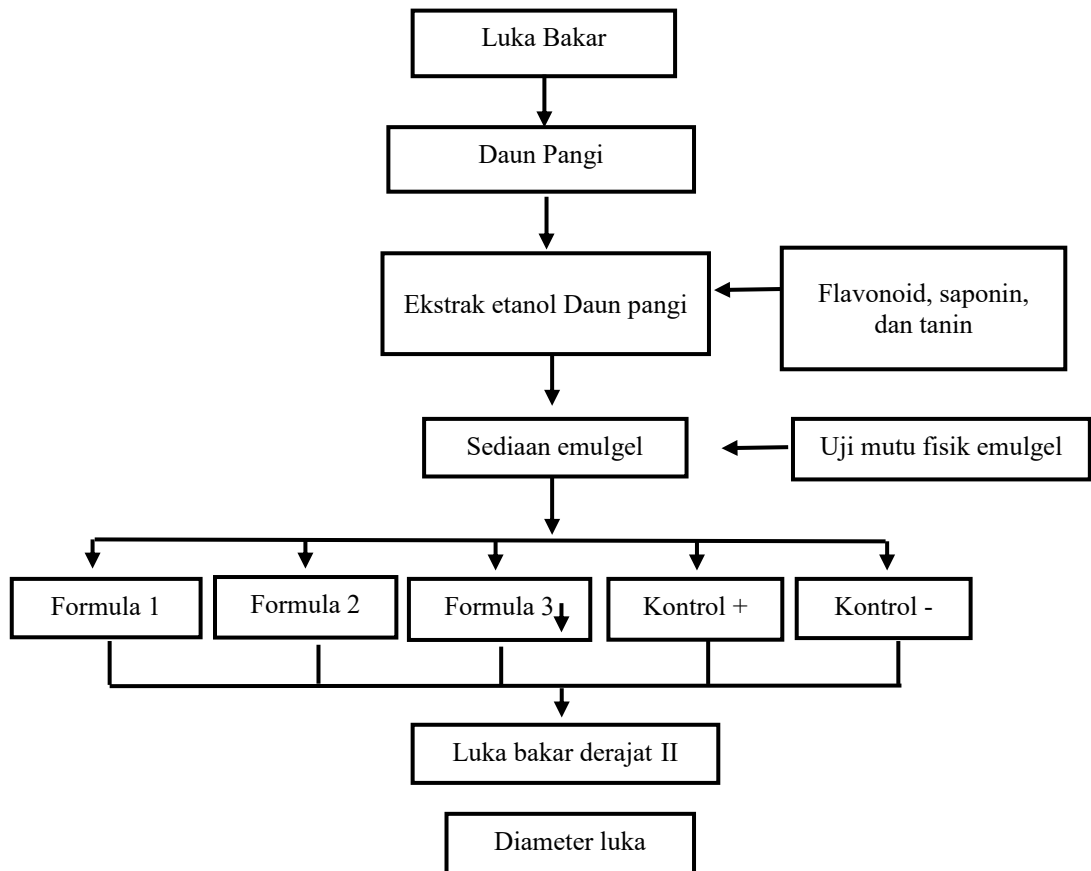 Luka Bakar
Daun Pangi
Ekstrak etanol Daun pangi
Flavonoid, saponin,
dan tanin
Sediaan emulgel
Uji mutu fisik emulgel
Formula 1
Formula 2
Formula 3
Kontrol +
Kontrol -
Luka bakar derajat II
Diameter luka